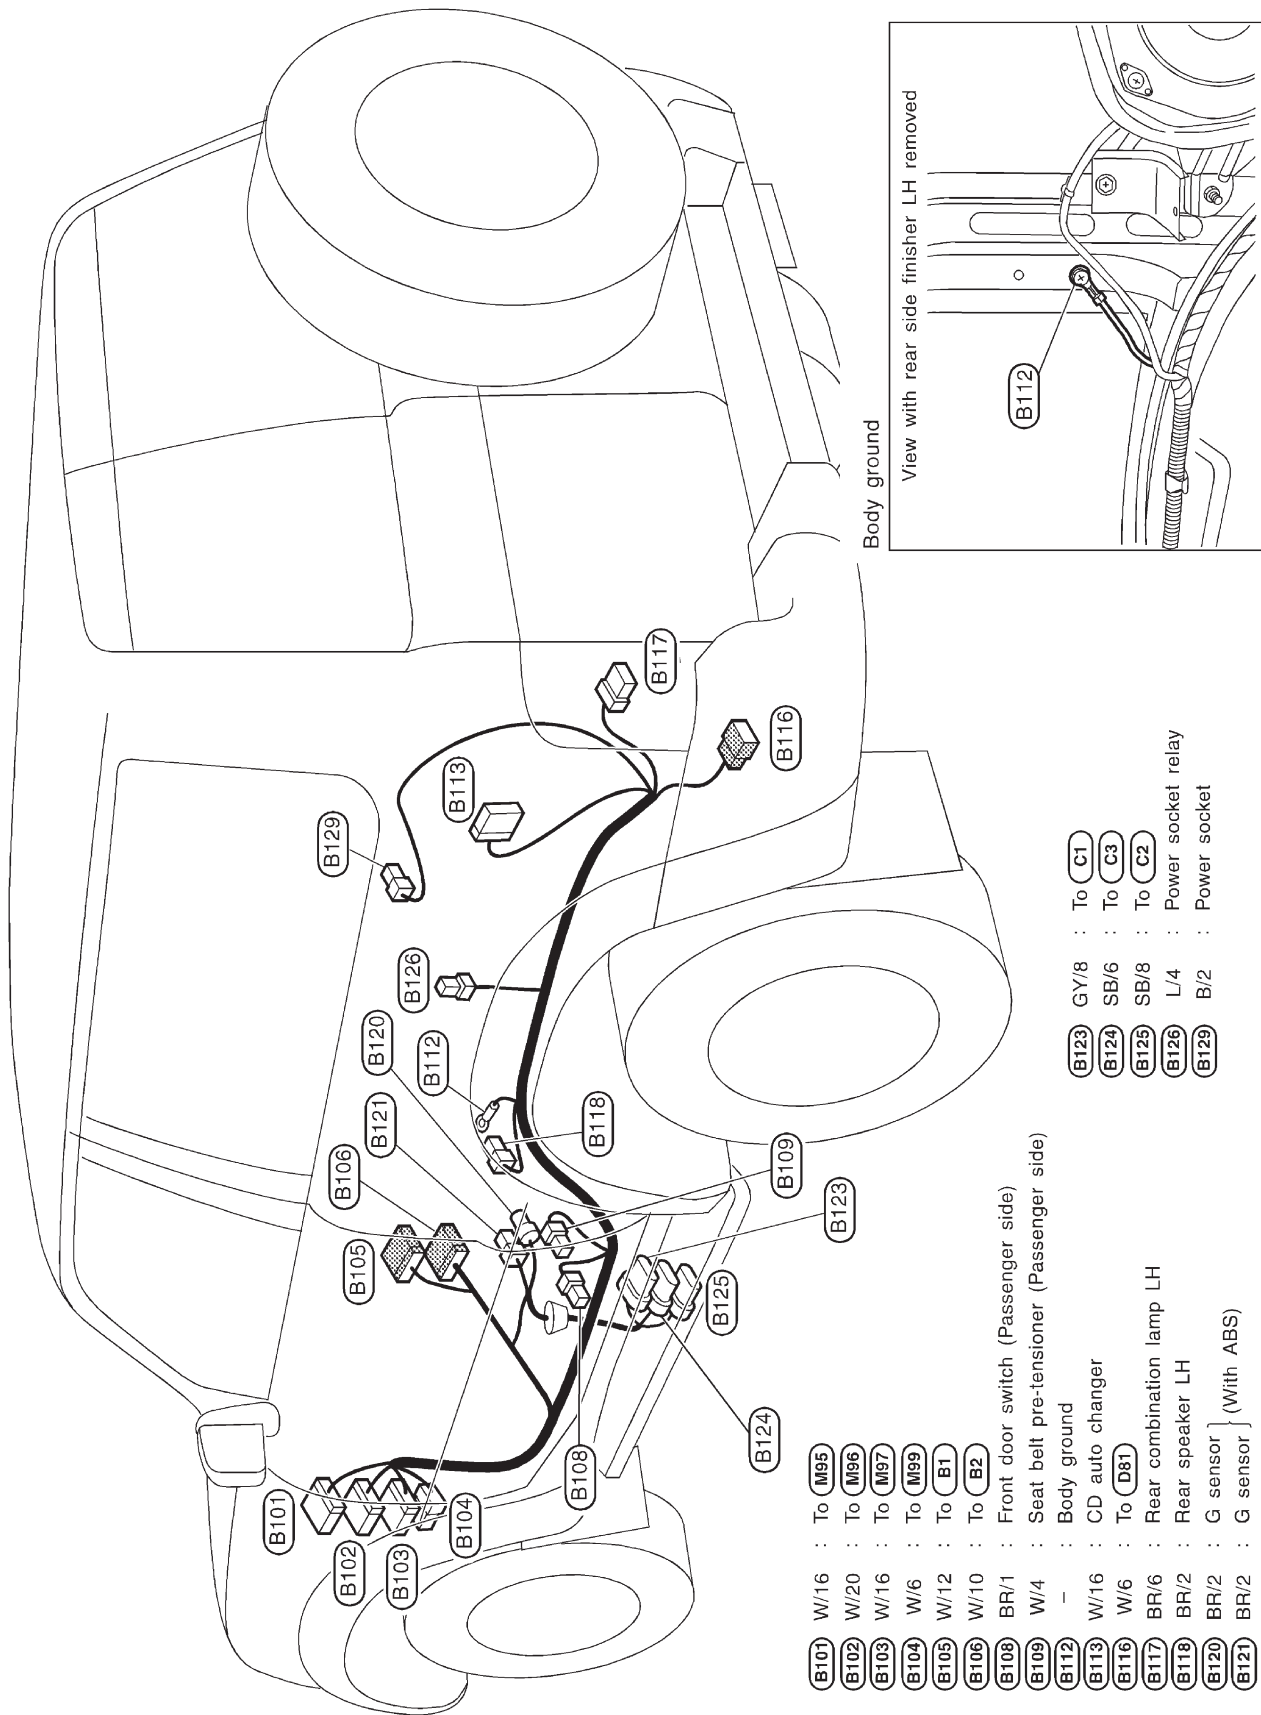 B129
B113
B117
B116
B126
B120
B112
B121
B118
B106
B109
B105
B123
B125
B124
B108
B101
B102
B103
B104
Body ground
View with rear side finisher LH removed
B112
B101 W/16 : To M95
B102 W/20 : To M96
B103 W/16 : To M97
B104 W/6 : To M99
B105 W/12 : To B1
B106 W/10 : To B2
B108 BR/1 : Front door switch (Passenger side)
B109 W/4 : Seat belt pre-tensioner (Passenger side)
B112 – : Body ground
B113 W/16 : CD auto changer
B116 W/6 : To D81
B117 BR/6 : Rear combination lamp LH
B118 BR/2 : Rear speaker LH
B120 BR/2 : G sensor
B121 BR/2 : G sensor
(With ABS)
B123 GY/8 : To C1
B124 SB/6 : To C3
B125 SB/8 : To C2
B126 L/4 : Power socket relay
B129 B/2 : Power socket